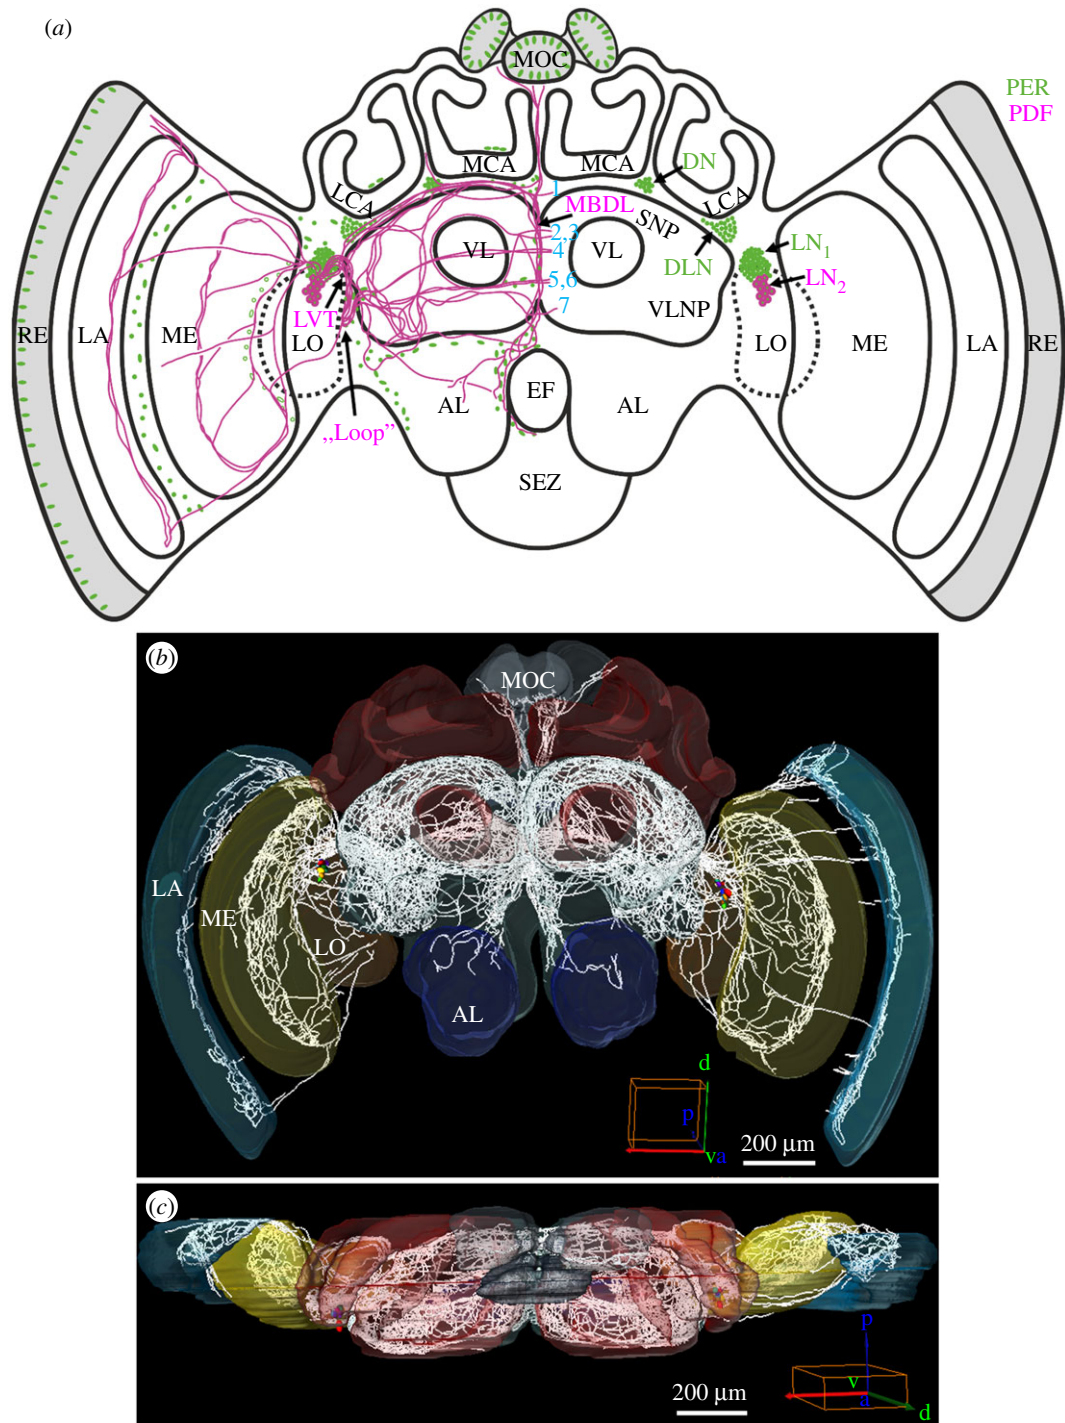 (a)
MOC
PER
PDF
MCA
MCA
DN
LCA
LCA
1
MBDL
SNP
2,3
VL
VL
4
DLN
LN1
LN2
5,6
7
LVT
VLNP
RE
LA
ME
LO
LO
ME
LA
RE
EF
AL
AL
„Loop”
SEZ
(b)
MOC
LA
ME
LO
AL
d
p
va
200 µm
(c)
p
v
a
d
200 µm